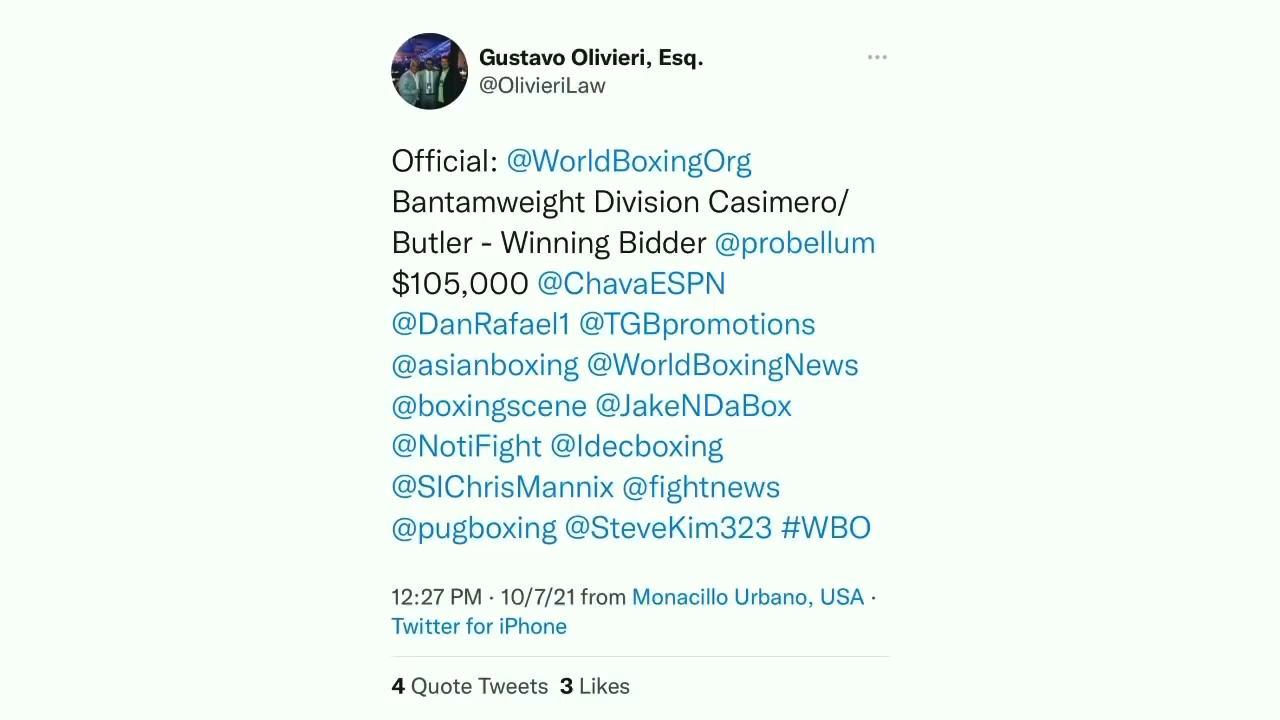 Gustavo Olivieri, Esq.
@OlivieriLaw
Official: @WorldBoxingOrg
Bantamweight Division Casimero/
Butler - Winning Bidder @probellum
$105,000 @ChavaESPN
@DanRafael1 @TGBpromotions
@asianboxing @WorldBoxingNews
@boxingscene @JakeNDaBox
@NotiFight @Idecboxing
@SIChrisMannix @fightnews
@pugboxing @SteveKim323 #WBO
12:27 PM · 10/7/21 from Monacillo Urbano, USA ·
Twitter for iPhone
4 Quote Tweets 3 Likes